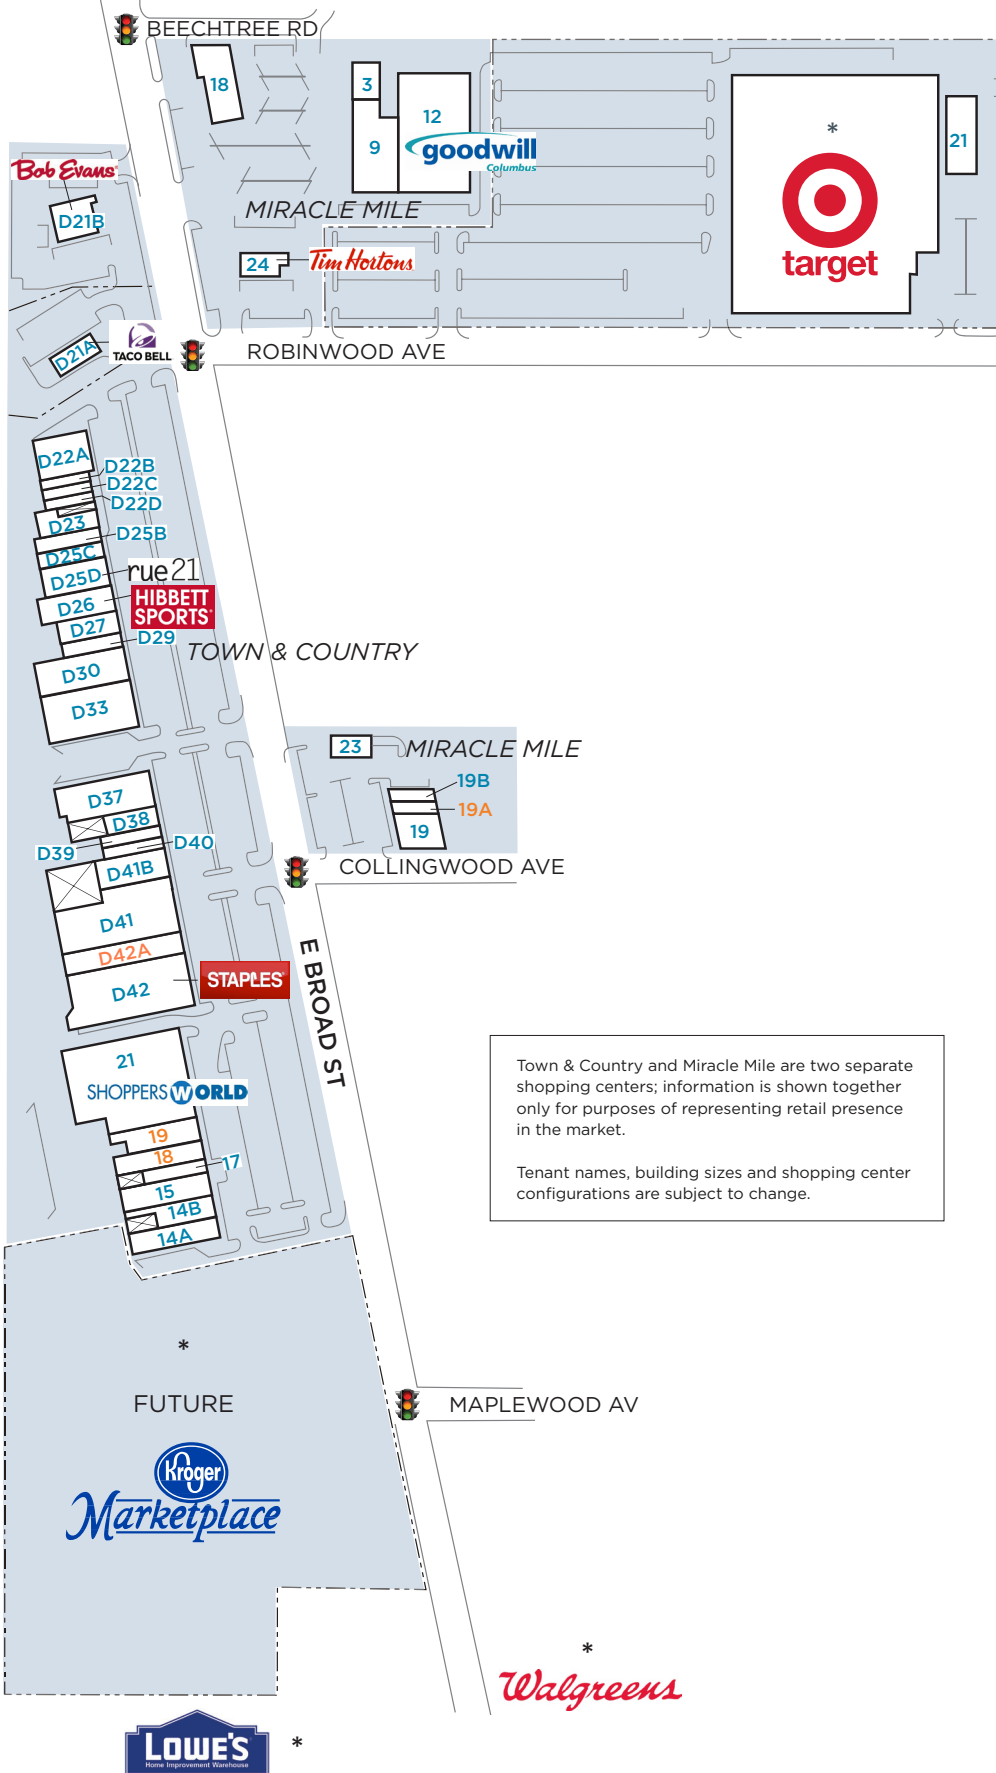 BEECHTREE RD
18
3
12
9
goodwill
Columbus
*
target
21
Bob Evans
D21B
MIRACLE MILE
24
Tim Hortons
D21A
TACO BELL
ROBINWOOD AVE
D22A
D22B
D22C
D22D
D23
D25B
D25C
D25D
rue21
D26
HIBBETT
SPORTS
D27
D29
TOWN & COUNTRY
D30
D33
23
MIRACLE MILE
19B
19A
19
D37
D38
D39
D40
D41B
COLLINGWOOD AVE
D41
D42A
D42
STAPLES
E BROAD ST
21
SHOPPERS WORLD
19
18
17
15
14B
14A
Town & Country and Miracle Mile are two separate
shopping centers; information is shown together
only for purposes of representing retail presence
in the market.
Tenant names, building sizes and shopping center
configurations are subject to change.
*
FUTURE
Kroger
Marketplace
MAPLEWOOD AV
*
Walgreens
LOWE'S
Home Improvement Warehouse
*